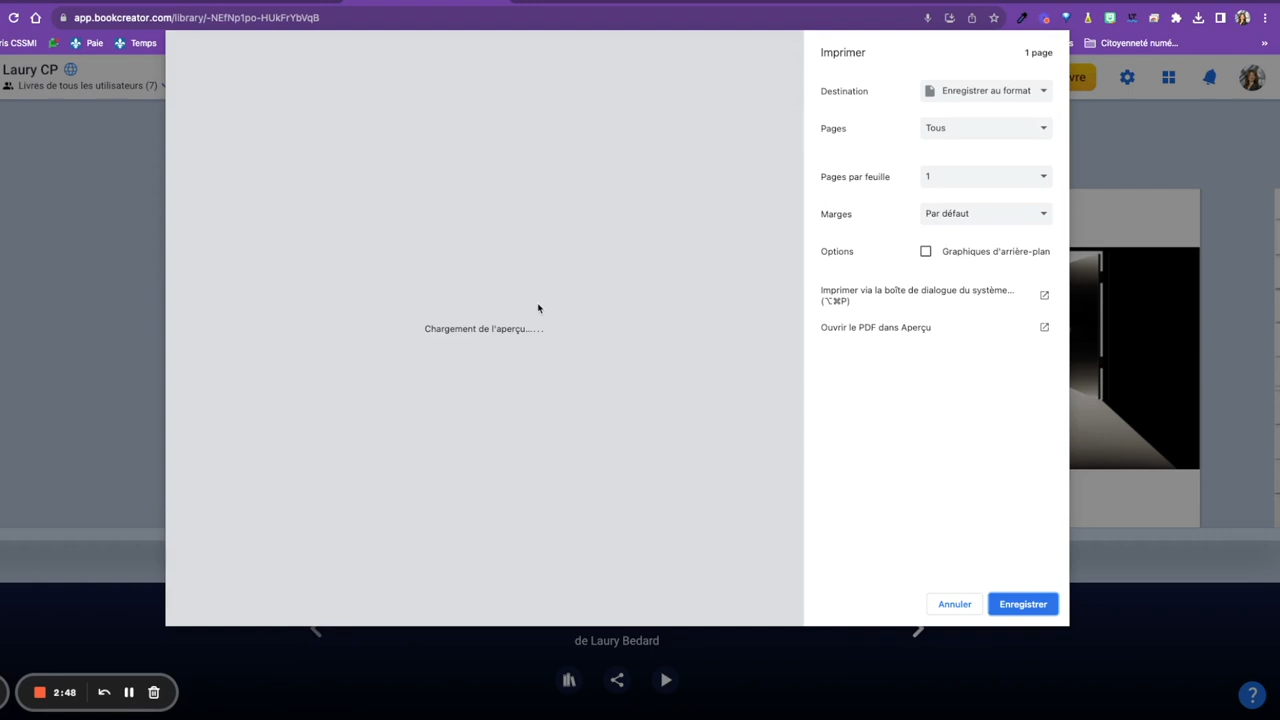 app.bookcreator.com/library/-NEfNp1po-HUkFrYbVqB
ris CSSMI
Paie
Temps
Citoyenneté numé...
»
Laury CP
Livres de tous les utilisateurs (7)
vre
Imprimer
1 page
Destination
Enregistrer au format
Pages
Tous
Pages par feuille
1
Marges
Par défaut
Options
Graphiques d'arrière-plan
Imprimer via la boîte de dialogue du système...
(⌥⌘P)
Ouvrir le PDF dans Aperçu
Chargement de l'aperçu......
Annuler
Enregistrer
de Laury Bedard
2:48
?